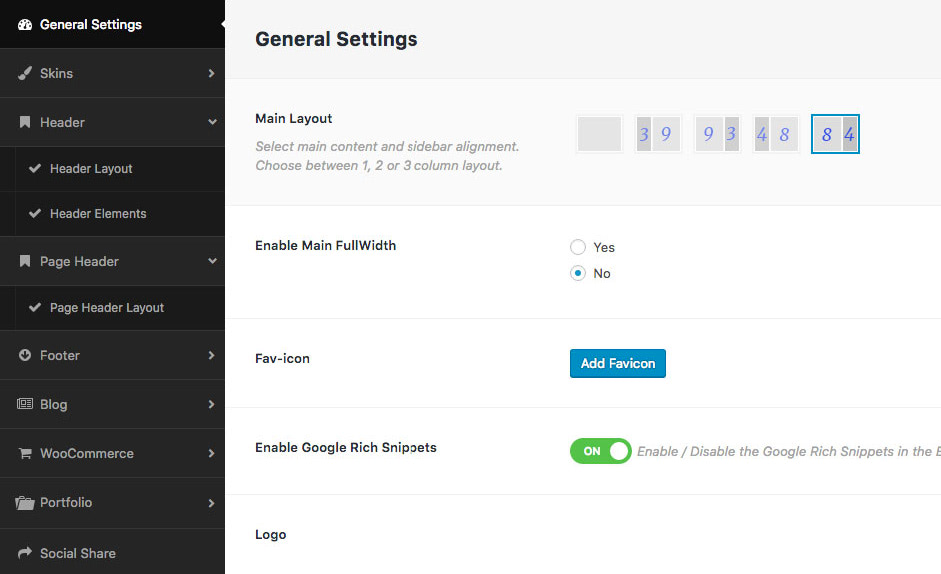 General Settings
Skins
Header
Header Layout
Header Elements
Page Header
Page Header Layout
Footer
Blog
WooCommerce
Portfolio
Social Share
General Settings
Main Layout
Select main content and sidebar alignment.
Choose between 1, 2 or 3 column layout.
3 9 9 3 4 8 8 4
Enable Main FullWidth
Yes
No
Fav-icon
Add Favicon
Enable Google Rich Snippets
ON Enable / Disable the Google Rich Snippets in the
Logo